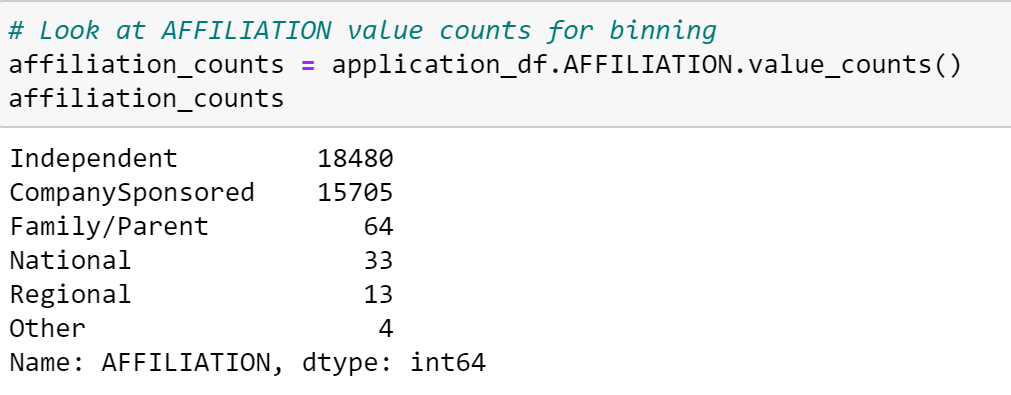 # Look at AFFILIATION value counts for binning
affiliation_counts = application_df.AFFILIATION.value_counts()
affiliation_counts
Independent 18480
CompanySponsored 15705
Family/Parent 64
National 33
Regional 13
Other 4
Name: AFFILIATION, dtype: int64